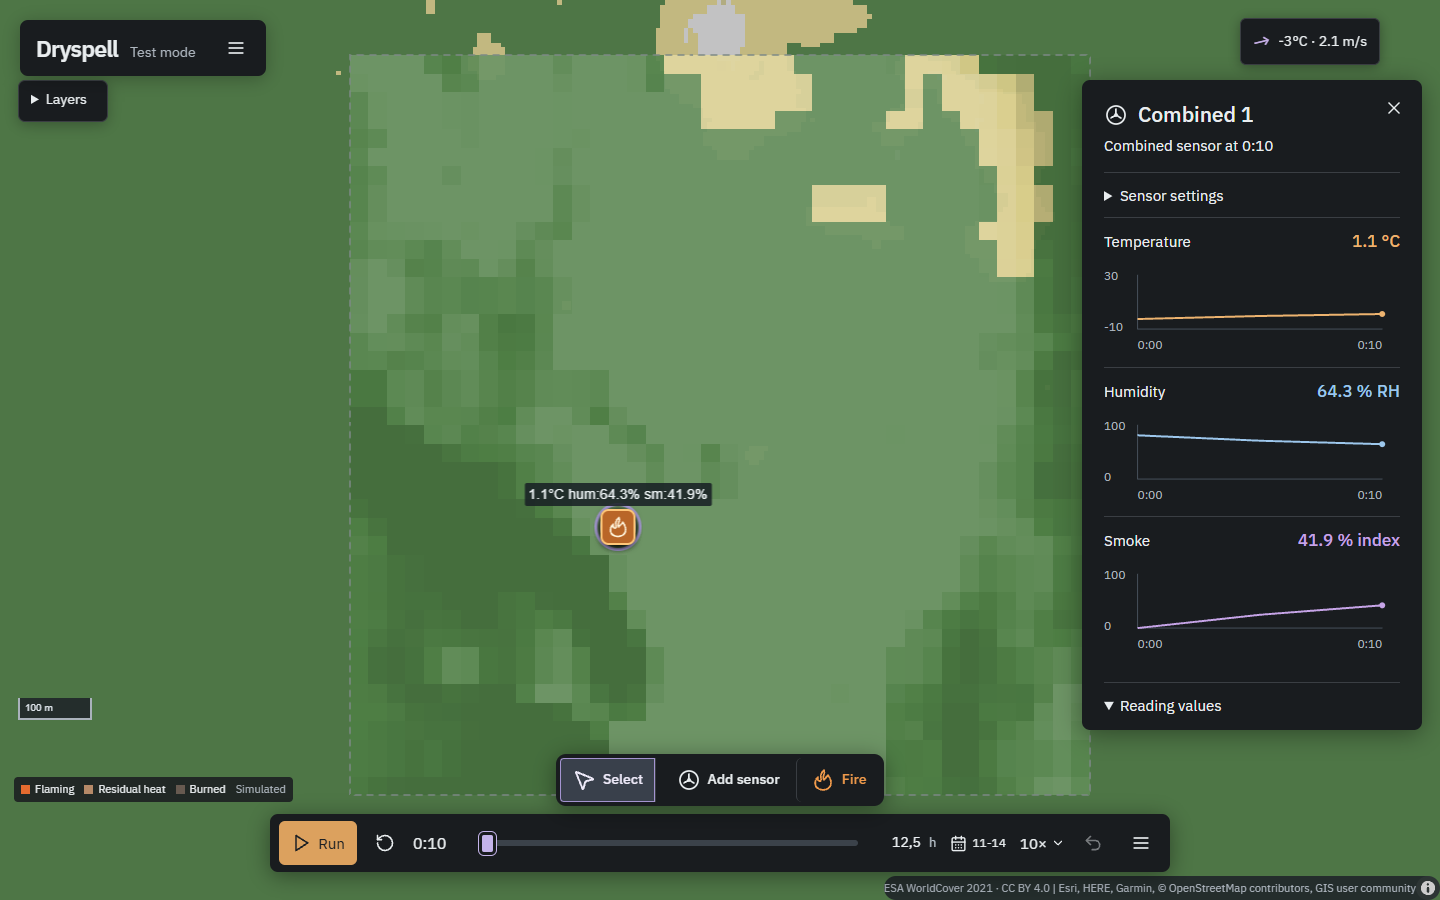 Dryspell Test mode
Layers
-3°C · 2.1 m/s
Combined 1
Combined sensor at 0:10
Sensor settings
Temperature 1.1 °C
30
-10
0:00 0:10
Humidity 64.3 % RH
100
0
0:00 0:10
Smoke 41.9 % index
100
0
0:00 0:10
Reading values
1.1°C hum:64.3% sm:41.9%
100 m
Flaming Residual heat Burned Simulated
Select Add sensor Fire
Run 0:10 12,5 h 11-14 10×
ESA WorldCover 2021 · CC BY 4.0 | Esri, HERE, Garmin, © OpenStreetMap contributors, GIS user community